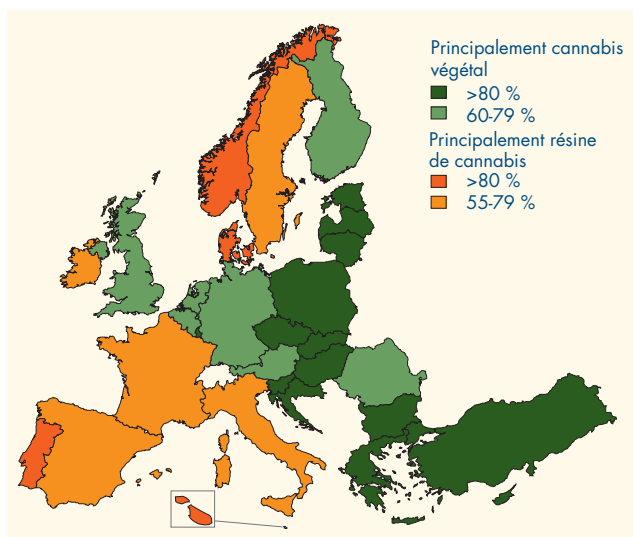 Principalement cannabis
végétal
>80 %
60-79 %
Principalement résine
de cannabis
>80 %
55-79 %